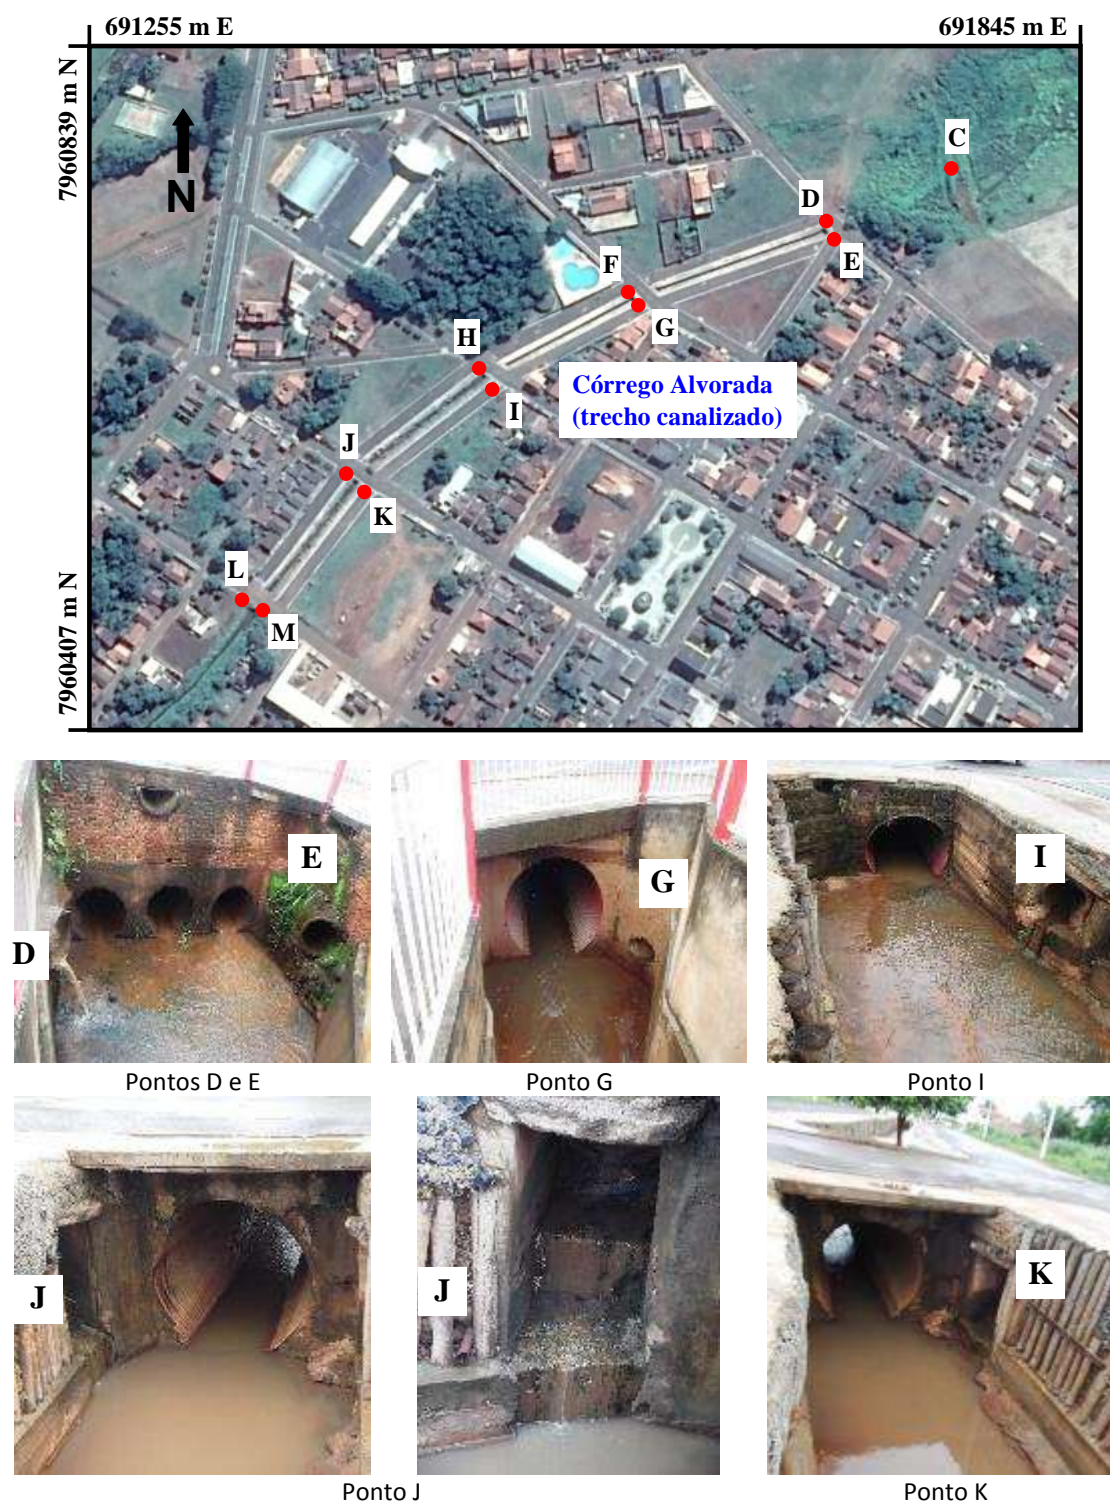 691255 m E
691845 m E
7960839 m N
7960407 m N
N
C
D
E
F
G
H
I
Córrego Alvorada
(trecho canalizado)
J
K
L
M
E
D
G
I
Pontos D e E
Ponto G
Ponto I
J
J
K
Ponto J
Ponto K